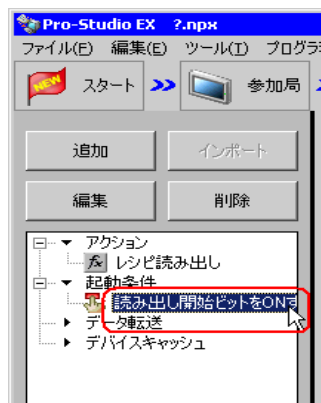 Pro-Studio EX ?.npx
ファイル(F) 編集(E) ツール(T) プログラ
NEW スタート >> 参加局
追加 インポート
編集 削除
アクション
fx レシピ読み出し
起動条件
読み出し開始ビットをONす
データ転送
デバイスキャッシュ